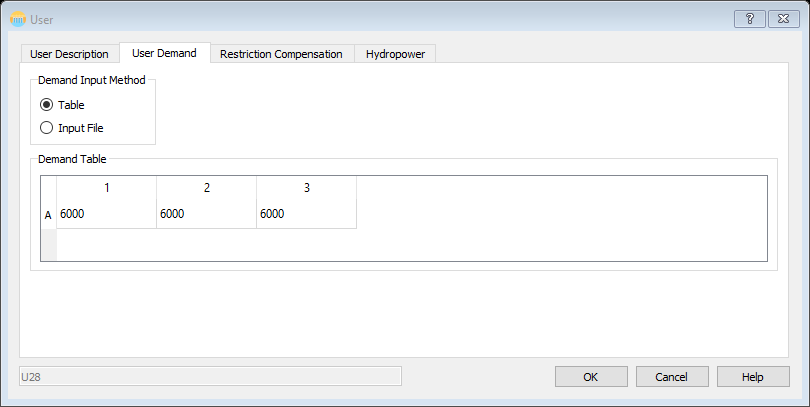 User
?
User Description User Demand Restriction Compensation Hydropower
Demand Input Method
Table
Input File
Demand Table
1 2 3
A 6000 6000 6000
U28 OK Cancel Help